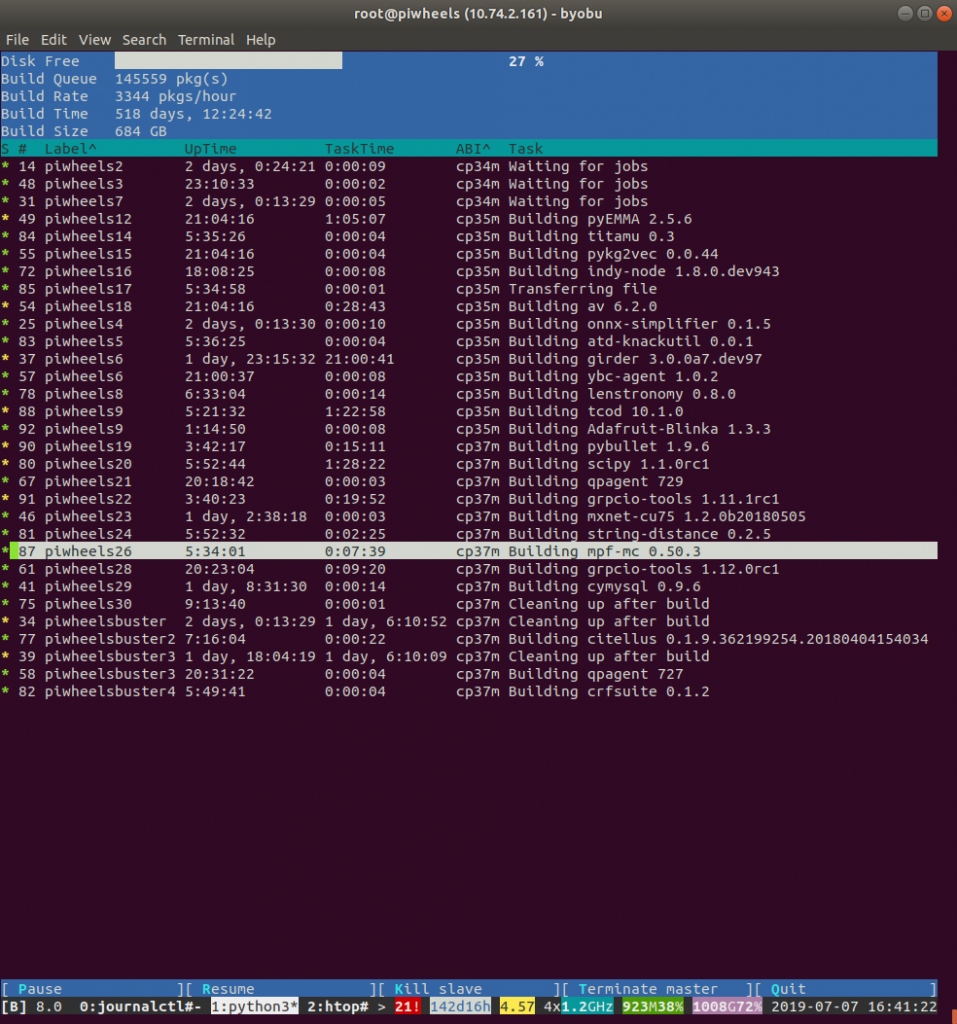 root@piwheels (10.74.2.161) - byobu
File Edit View Search Terminal Help
Disk Free 27 %
Build Queue 145559 pkg(s)
Build Rate 3344 pkgs/hour
Build Time 518 days, 12:24:42
Build Size 684 GB
S # Label^ UpTime TaskTime ABI^ Task
* 14 piwheels2 2 days, 0:24:21 0:00:09 cp34m Waiting for jobs
* 48 piwheels3 23:10:33 0:00:02 cp34m Waiting for jobs
* 31 piwheels7 2 days, 0:13:29 0:00:05 cp34m Waiting for jobs
* 49 piwheels12 21:04:16 1:05:07 cp35m Building pyEMMA 2.5.6
* 84 piwheels14 5:35:26 0:00:04 cp35m Building titamu 0.3
* 55 piwheels15 21:04:16 0:00:04 cp35m Building pykg2vec 0.0.44
* 72 piwheels16 18:08:25 0:00:08 cp35m Building indy-node 1.8.0.dev943
* 85 piwheels17 5:34:58 0:00:01 cp35m Transferring file
* 54 piwheels18 21:04:16 0:28:43 cp35m Building av 6.2.0
* 25 piwheels4 2 days, 0:13:30 0:00:10 cp35m Building onnx-simplifier 0.1.5
* 83 piwheels5 5:36:25 0:00:04 cp35m Building atd-knackutil 0.0.1
* 37 piwheels6 1 day, 23:15:32 21:00:41 cp35m Building girder 3.0.0a7.dev97
* 57 piwheels6 21:00:37 0:00:08 cp35m Building ybc-agent 1.0.2
* 78 piwheels8 6:33:04 0:00:14 cp35m Building lenstronomy 0.8.0
* 88 piwheels9 5:21:32 1:22:58 cp35m Building tcod 10.1.0
* 92 piwheels9 1:14:50 0:00:08 cp35m Building Adafruit-Blinka 1.3.3
* 90 piwheels19 3:42:17 0:15:11 cp37m Building pybullet 1.9.6
* 80 piwheels20 5:52:44 1:28:22 cp37m Building scipy 1.1.0rc1
* 67 piwheels21 20:18:42 0:00:03 cp37m Building qpagent 729
* 91 piwheels22 3:40:23 0:19:52 cp37m Building grpcio-tools 1.11.1rc1
* 46 piwheels23 1 day, 2:38:18 0:00:03 cp37m Building mxnet-cu75 1.2.0b20180505
* 81 piwheels24 5:52:32 0:02:25 cp37m Building string-distance 0.2.5
* 87 piwheels26 5:34:01 0:07:39 cp37m Building mpf-mc 0.50.3
* 61 piwheels28 20:23:04 0:09:20 cp37m Building grpcio-tools 1.12.0rc1
* 41 piwheels29 1 day, 8:31:30 0:00:14 cp37m Building cymysql 0.9.6
* 75 piwheels30 9:13:40 0:00:01 cp37m Cleaning up after build
* 34 piwheelsbuster 2 days, 0:13:29 1 day, 6:10:52 cp37m Cleaning up after build
* 77 piwheelsbuster2 7:16:04 0:00:22 cp37m Building citellus 0.1.9.362199254.20180404154034
* 39 piwheelsbuster3 1 day, 18:04:19 1 day, 6:10:09 cp37m Cleaning up after build
* 58 piwheelsbuster3 20:31:22 0:00:04 cp37m Building qpagent 727
* 82 piwheelsbuster4 5:49:41 0:00:04 cp37m Building crfsuite 0.1.2
[ Pause ][ Resume ][ Kill slave ][ Terminate master ][ Quit ]
[B] 8.0 0:journalctl#- 1:python3* 2:htop# > 21! 142d16h 4.57 4x1.2GHz 923M38% 1008G72% 2019-07-07 16:41:22